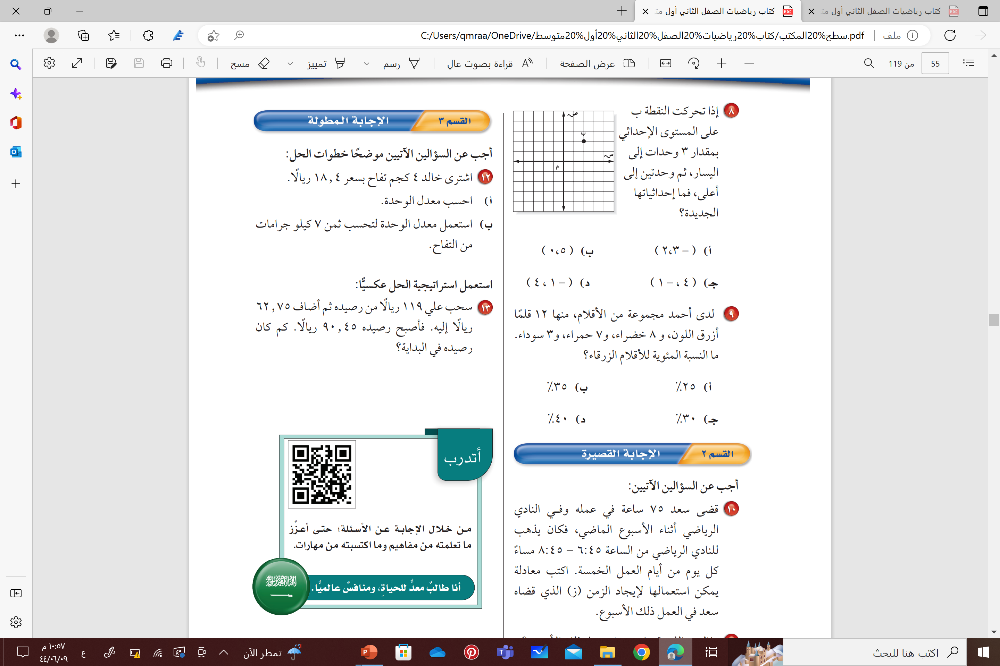 كتاب رياضيات الصفل الثاني أول
كتاب رياضيات الصفل الثاني أول
ملف
C:/Users/qmraa/OneDrive/سطح%20المكتب/كتاب%20رياضيات%20الصفل%20الثاني%20أول%20متوسط.pdf
55
من 119
عرض الصفحة
قراءة بصوت عالٍ
رسم
تمييز
مسح
٨ إذا تحركت النقطة ب
على المستوى الإحداثي
بمقدار ٣ وحدات إلى
اليسار، ثم وحدتين إلى
أعلى، فما إحداثياتها
الجديدة؟
ص
ب
س
م
أ) (−٢،٣)
ب) (٠،٥)
جـ) (٤، −١)
د) (−١، ٤)
٩ لدى أحمد مجموعة من الأقلام، منها ١٢ قلمًا
أزرق اللون، و ٨ خضراء، و٧ حمراء، و٣ سوداء.
ما النسبة المئوية للأقلام الزرقاء؟
أ) ٢٥٪
ب) ٣٥٪
جـ) ٣٠٪
د) ٤٠٪
القسم ٢ الإجابة القصيرة
أجب عن السؤالين الآتيين:
١٠ قضى سعد ٧٥ ساعة في عمله وفي النادي
الرياضي أثناء الأسبوع الماضي، فكان يذهب
للنادي الرياضي من الساعة ٦:٤٥ – ٨:٤٥ مساءً
كل يوم من أيام العمل الخمسة. اكتب معادلة
يمكن استعمالها لإيجاد الزمن (ز) الذي قضاه
سعد في العمل ذلك الأسبوع.
القسم ٣ الإجابة المطولة
أجب عن السؤالين الآتيين موضحًا خطوات الحل:
١٢ اشترى خالد ٤ كجم تفاح بسعر ١٨,٤ ريالًا.
أ) احسب معدل الوحدة.
ب) استعمل معدل الوحدة لتحسب ثمن ٧ كيلو جرامات
من التفاح.
استعمل استراتيجية الحل عكسيًّا:
١٣ سحب علي ١١٩ ريالًا من رصيده ثم أضاف ٦٢,٧٥
ريالًا إليه. فأصبح رصيده ٩٠,٤٥ ريالًا. كم كان
رصيده في البداية؟
أتدرب
من خلال الإجابة عن الأسئلة؛ حتى أعزِّز
ما تعلمته من مفاهيم وما اكتسبته من مهارات.
أنا طالبٌ معدٌّ للحياةِ، ومنافسٌ عالميًّا.
اكتب هنا للبحث
تمطر الآن
ع
١٠:٥٧ م
٤٤/٠٦/٠٩